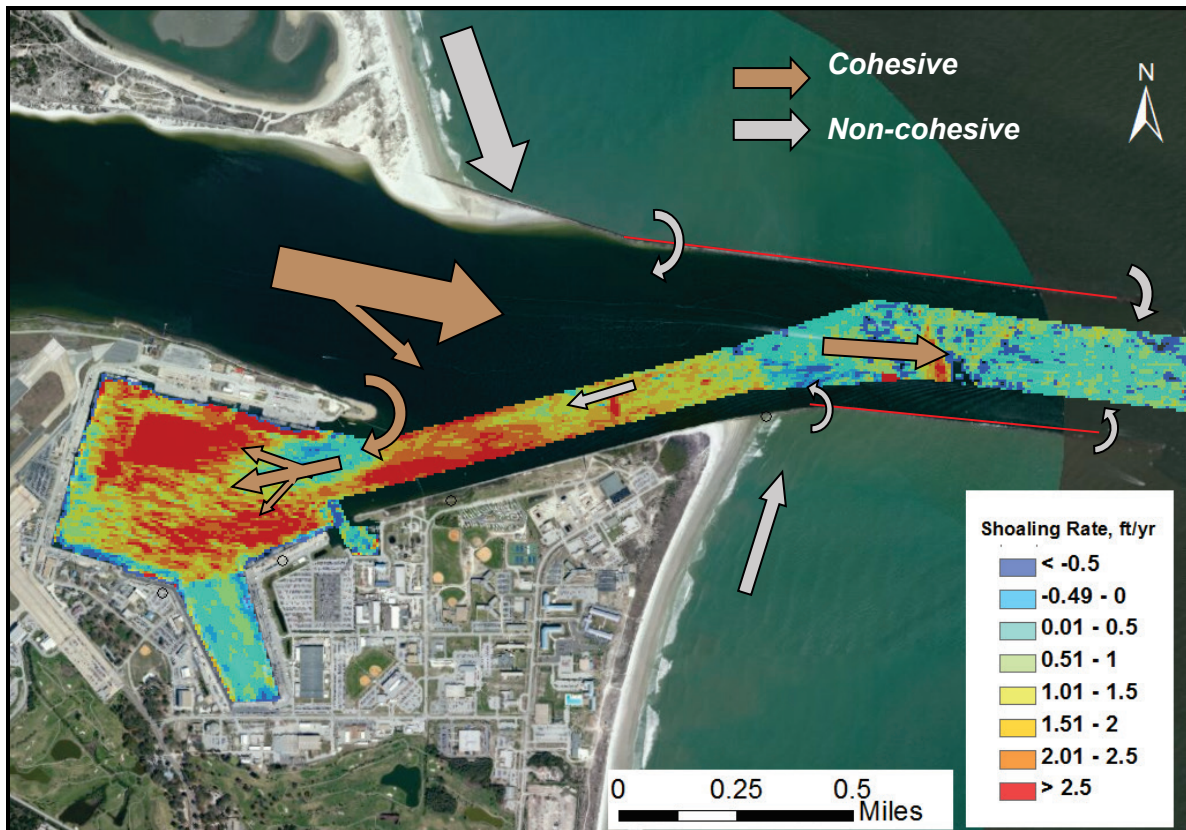 Cohesive
Non-cohesive
N
Shoaling Rate, ft/yr
< -0.5
-0.49 - 0
0.01 - 0.5
0.51 - 1
1.01 - 1.5
1.51 - 2
2.01 - 2.5
> 2.5
0 0.25 0.5
Miles